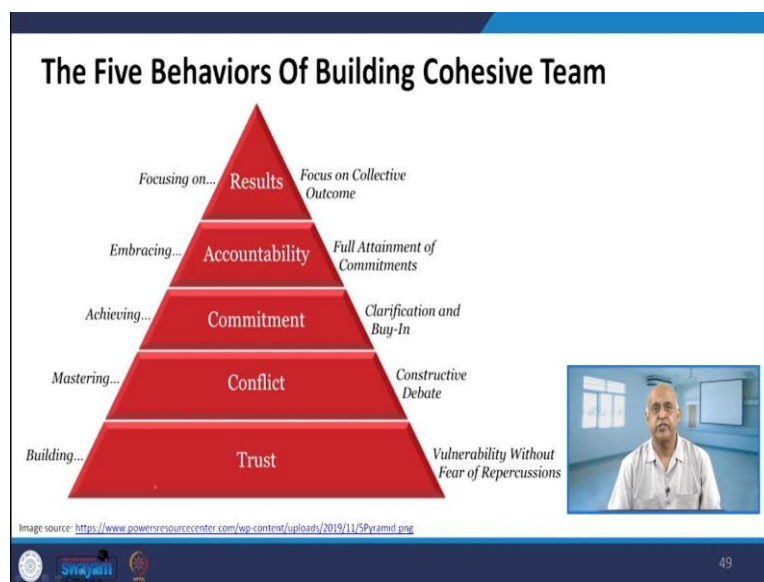 The Five Behaviors Of Building Cohesive Team
Focusing on...
Results
Focus on Collective
Outcome
Embracing...
Accountability
Full Attainment of
Commitments
Achieving...
Commitment
Clarification and
Buy-In
Mastering...
Conflict
Constructive
Debate
Building...
Trust
Vulnerability Without
Fear of Repercussions
Image source: https://www.powersresourcecenter.com/wp-content/uploads/2019/11/5Pyramid.png
swayam
49